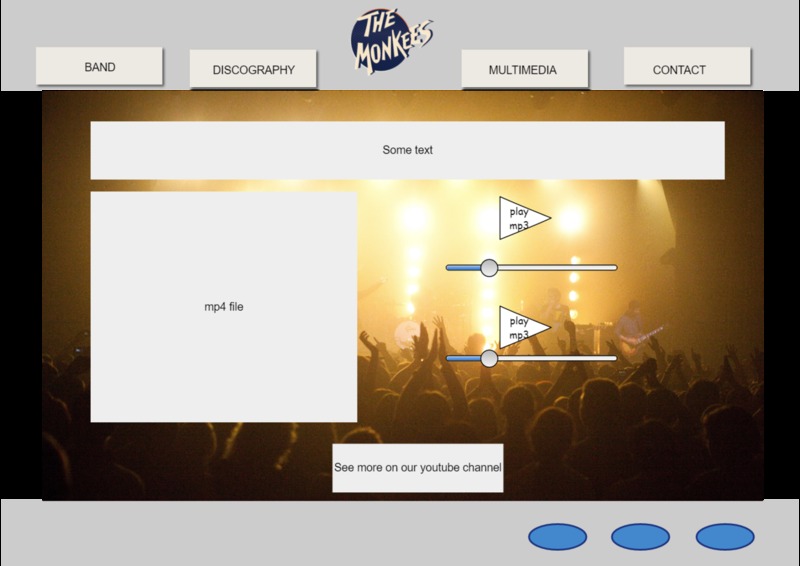 THE
MONKEES
BAND
DISCOGRAPHY
MULTIMEDIA
CONTACT
Some text
play
mp3
mp4 file
play
mp3
See more on our youtube channel